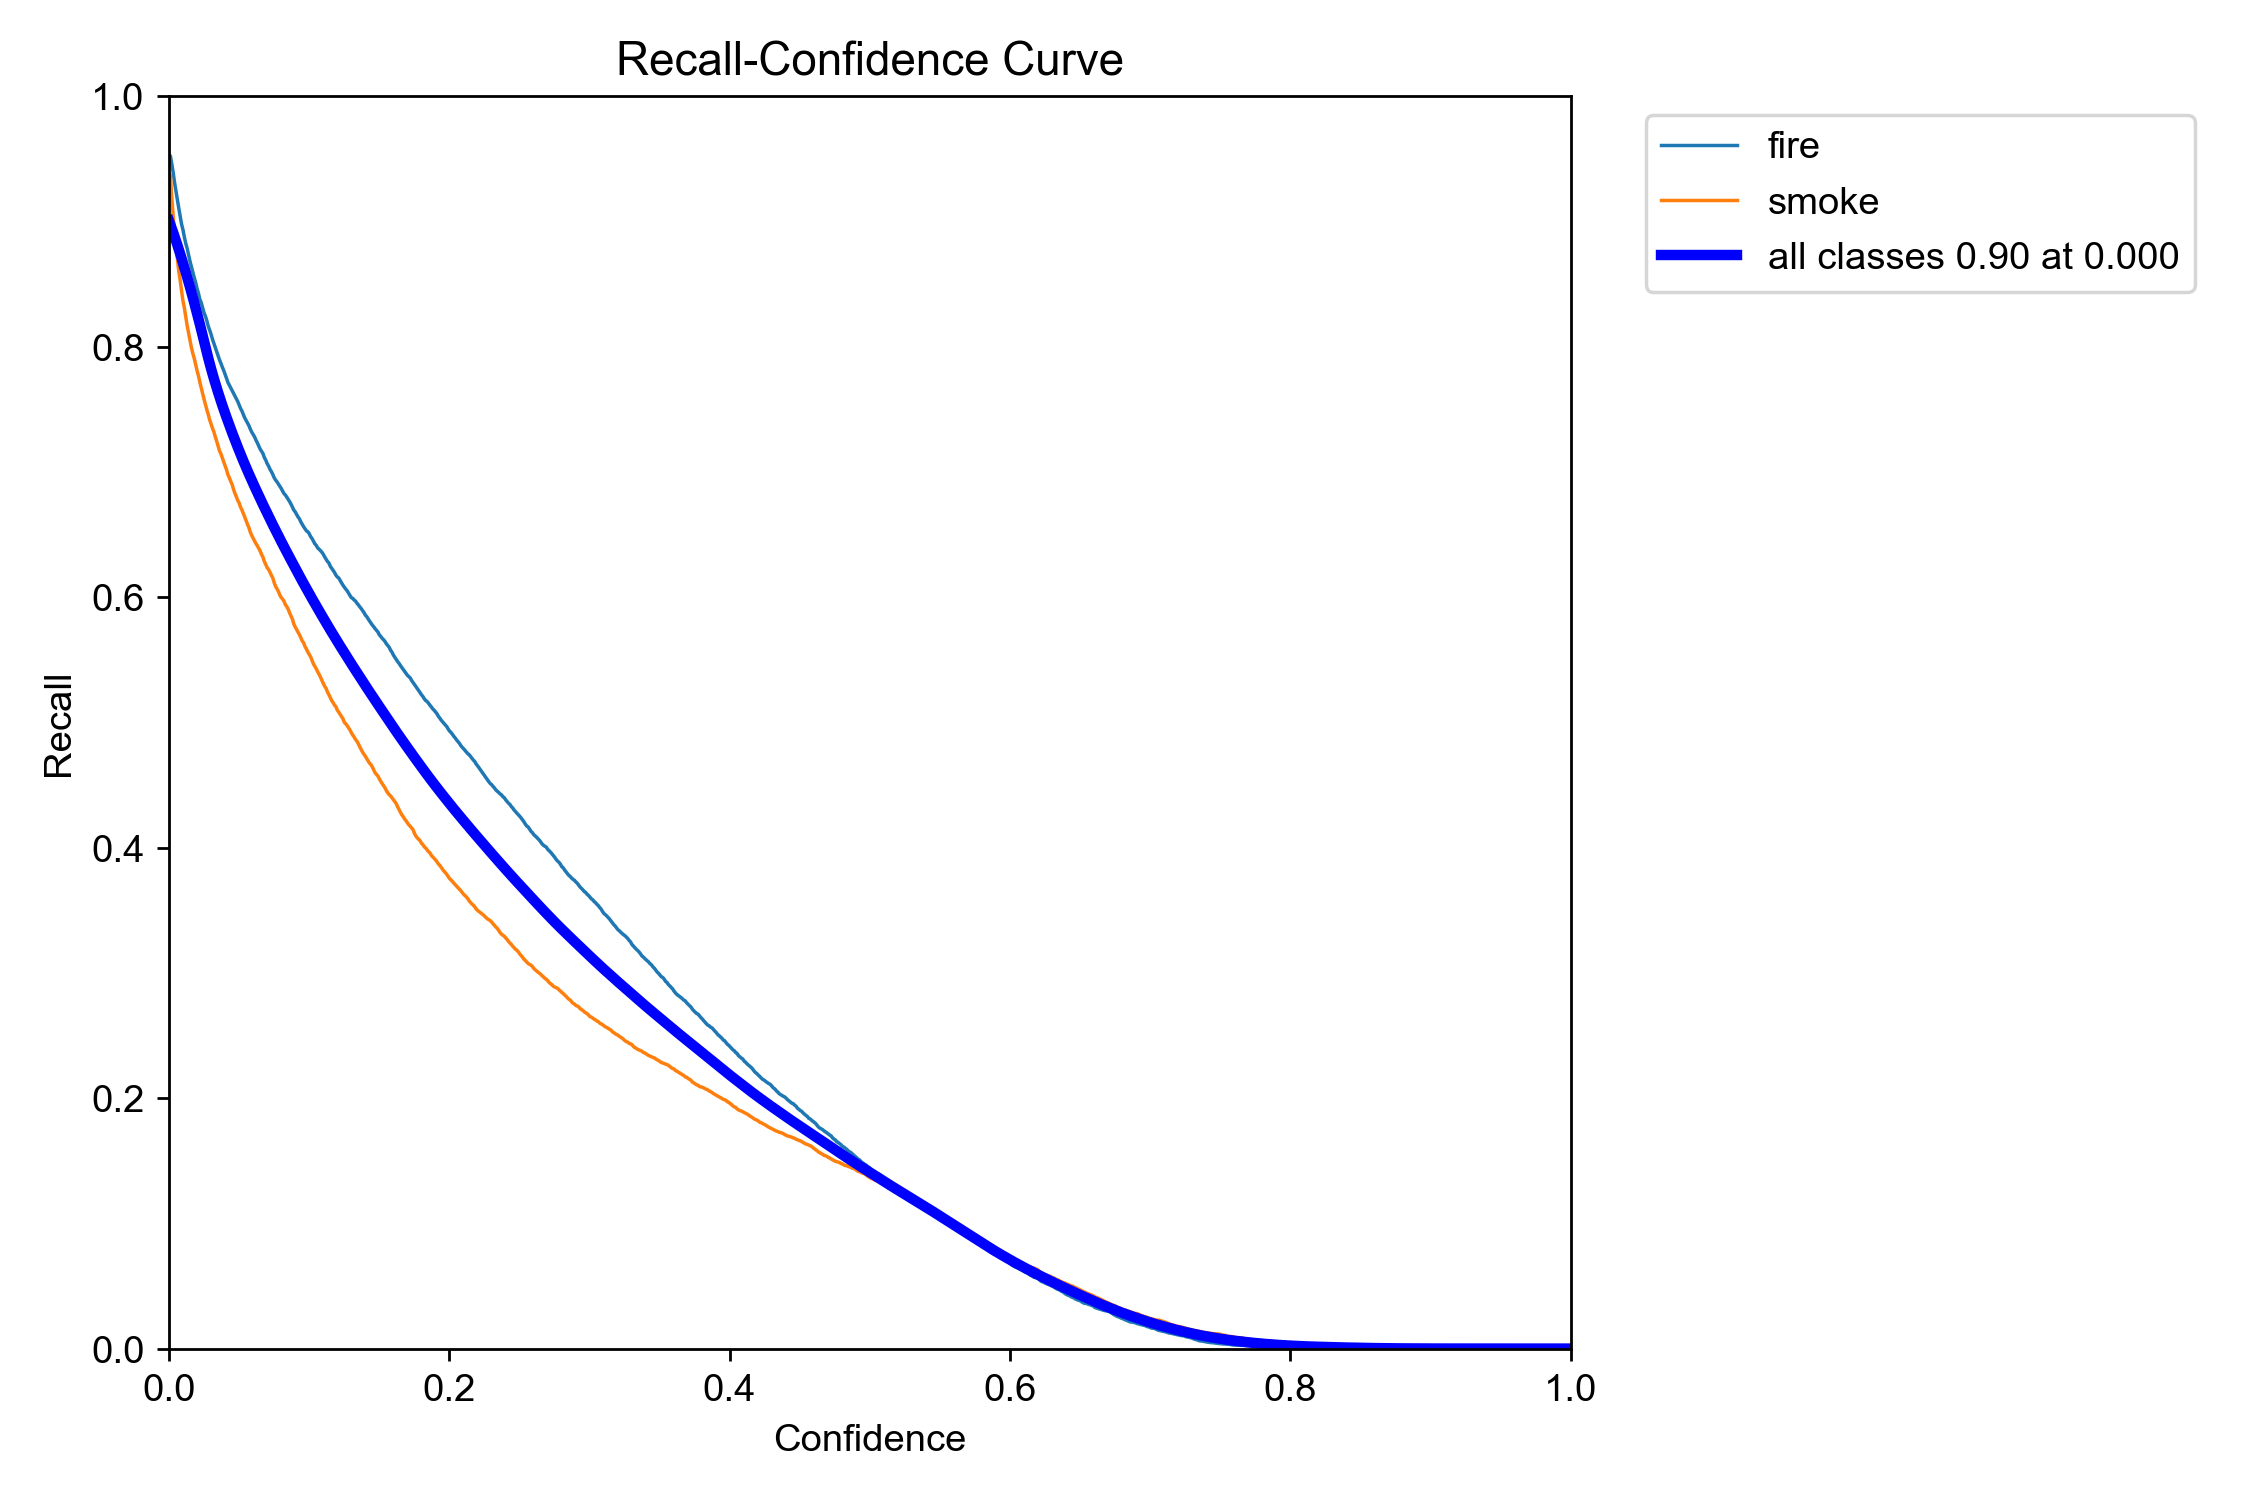 Recall-Confidence Curve
1.0
0.8
0.6
0.4
0.2
0.0
Recall
0.0 0.2 0.4 0.6 0.8 1.0
Confidence
fire
smoke
all classes 0.90 at 0.000